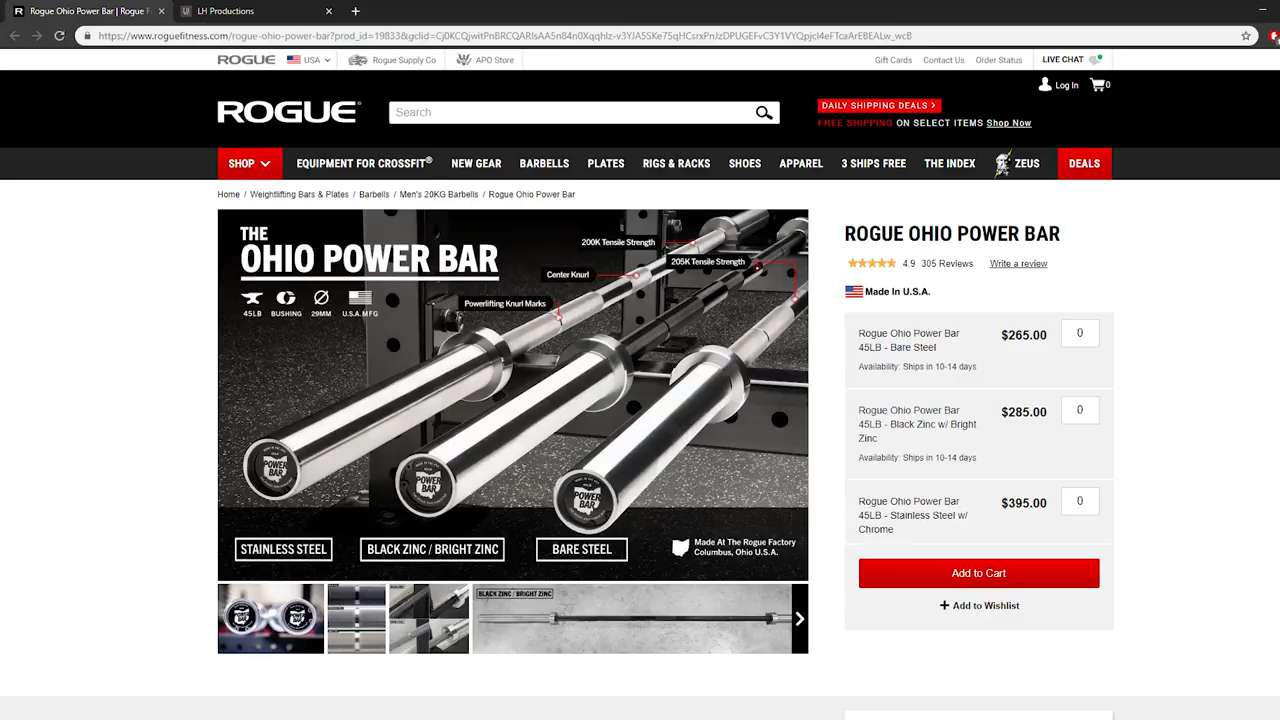 Rogue Ohio Power Bar | Rogue F
LH Productions
https://www.roguefitness.com/rogue-ohio-power-bar?prod_id=19833&gclid=Cj0KCQjwitPnBRCQARIsAA5n84n0Xqqhlz-v3YJA5SKe75qHCsrxPnJzDPUGEFvC3Y1VYQpjcl4eFTcaArEBEALw_wcB
ROGUE USA Rogue Supply Co APO Store Gift Cards Contact Us Order Status LIVE CHAT
Log In 0
ROGUE Search DAILY SHIPPING DEALS >
FREE SHIPPING ON SELECT ITEMS Shop Now
SHOP EQUIPMENT FOR CROSSFIT® NEW GEAR BARBELLS PLATES RIGS & RACKS SHOES APPAREL 3 SHIPS FREE THE INDEX ZEUS DEALS
Home / Weightlifting Bars & Plates / Barbells / Men's 20KG Barbells / Rogue Ohio Power Bar
THE
OHIO POWER BAR
45LB BUSHING 29MM U.S.A. MFG
200K Tensile Strength
205K Tensile Strength
Center Knurl
Powerlifting Knurl Marks
POWER BAR
POWER BAR
POWER BAR
STAINLESS STEEL BLACK ZINC / BRIGHT ZINC BARE STEEL
Made At The Rogue Factory
Columbus, Ohio U.S.A.
BLACK ZINC / BRIGHT ZINC
ROGUE OHIO POWER BAR
4.9 305 Reviews Write a review
Made In U.S.A.
Rogue Ohio Power Bar
45LB - Bare Steel
$265.00 0
Availability: Ships in 10-14 days
Rogue Ohio Power Bar
45LB - Black Zinc w/ Bright
Zinc
$285.00 0
Availability: Ships in 10-14 days
Rogue Ohio Power Bar
45LB - Stainless Steel w/
Chrome
$395.00 0
Add to Cart
+ Add to Wishlist